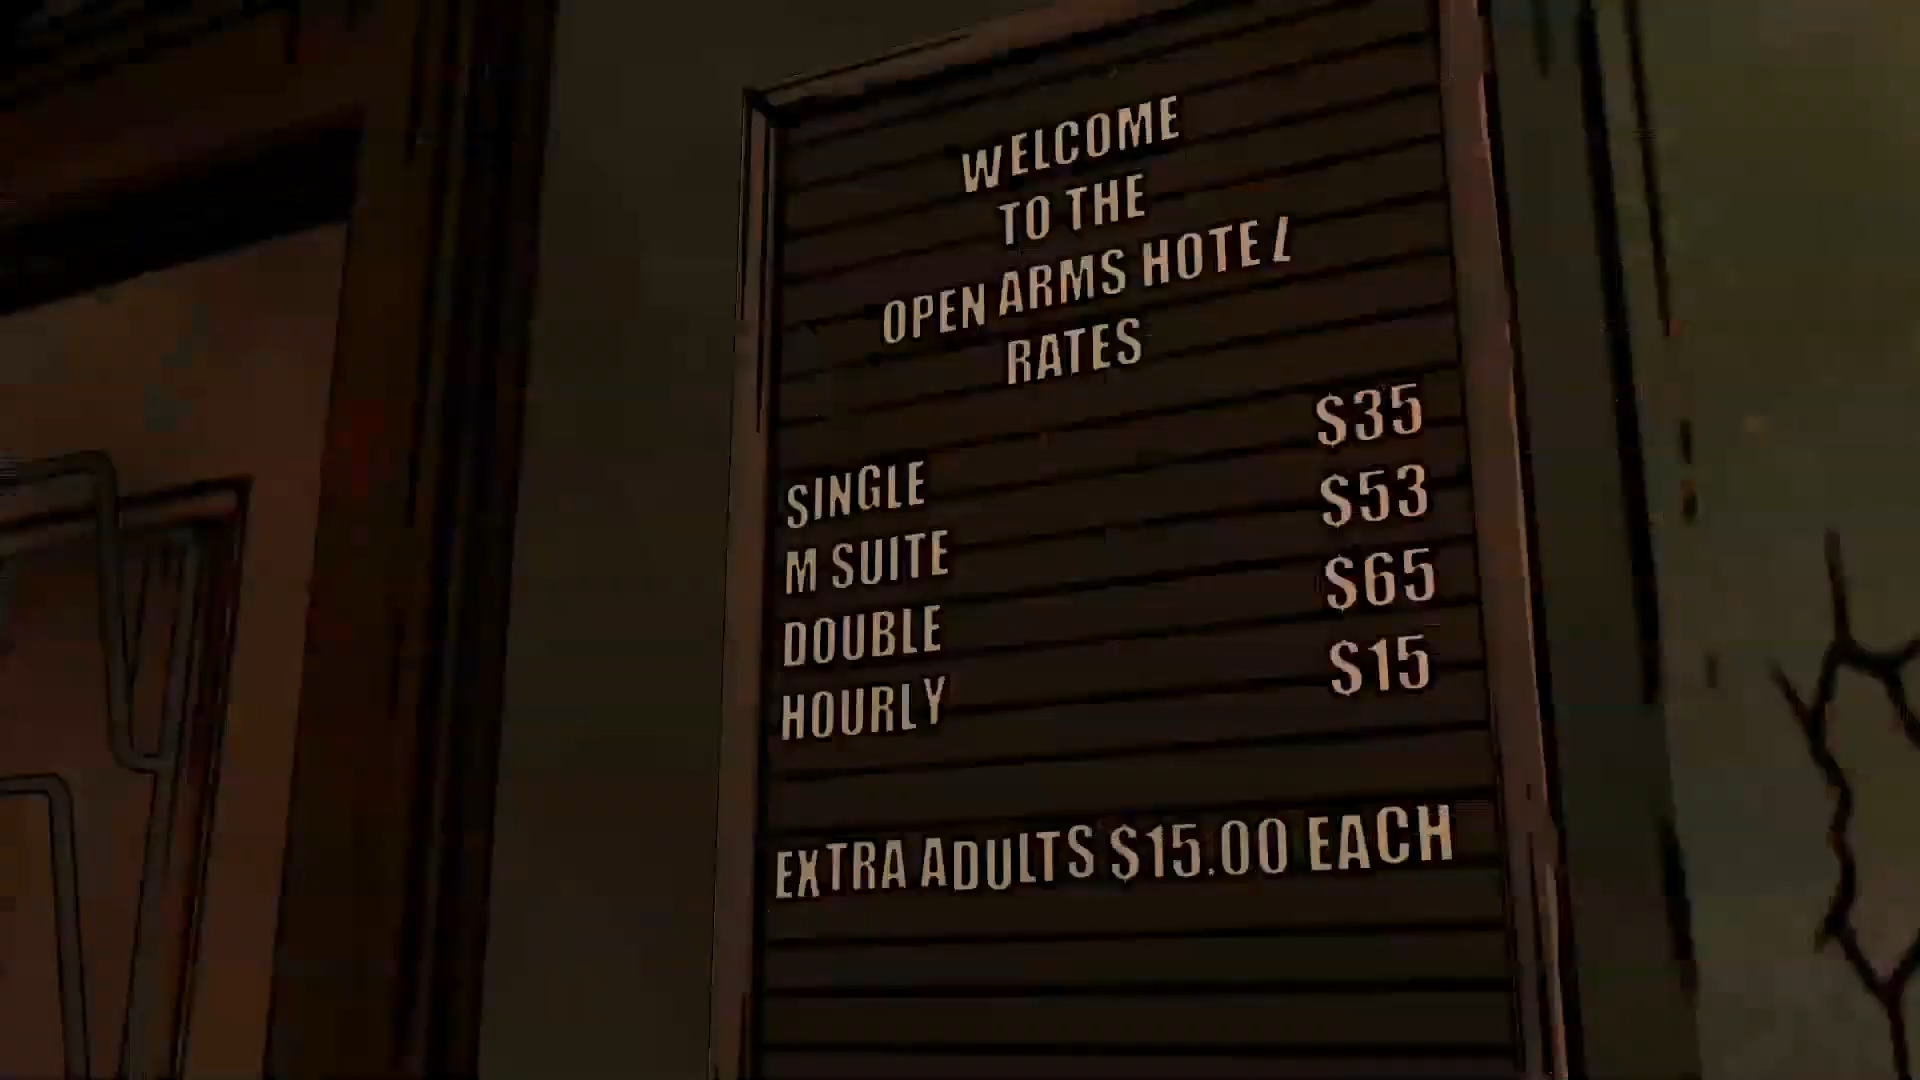 WELCOME
TO THE
OPEN ARMS HOTEL
RATES
SINGLE $35
M SUITE $53
DOUBLE $65
HOURLY $15
EXTRA ADULTS $15.00 EACH